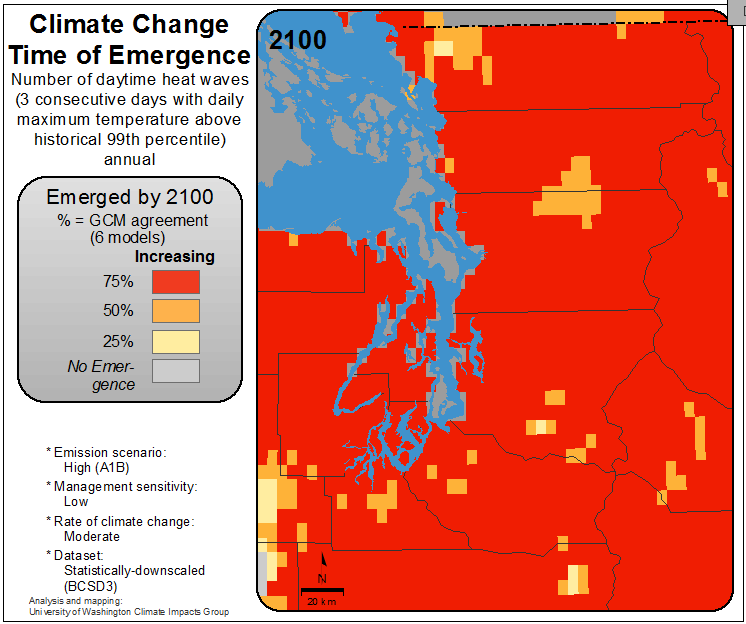 Climate Change
Time of Emergence
Number of daytime heat waves
(3 consecutive days with daily
maximum temperature above
historical 99th percentile)
annual
Emerged by 2100
% = GCM agreement
(6 models)
Increasing
75%
50%
25%
No Emer-
gence
* Emission scenario:
High (A1B)
* Management sensitivity:
Low
* Rate of climate change:
Moderate
* Dataset:
Statistically-downscaled
(BCSD3)
Analysis and mapping:
University of Washington Climate Impacts Group
2100
N
20 km